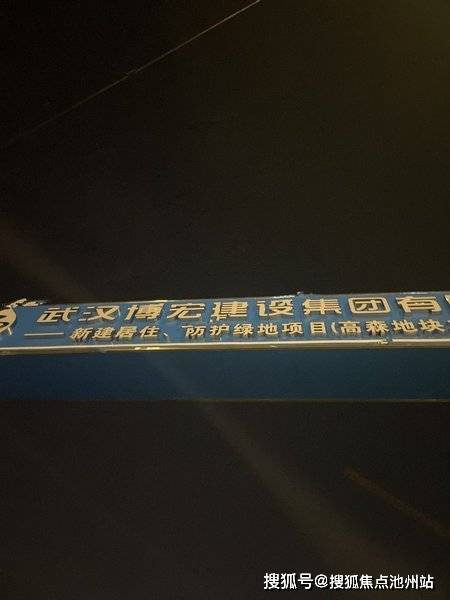 武汉博宏建设集团有
——新建居住、防护绿地项目(高森地块
搜狐号@搜狐焦点池州站